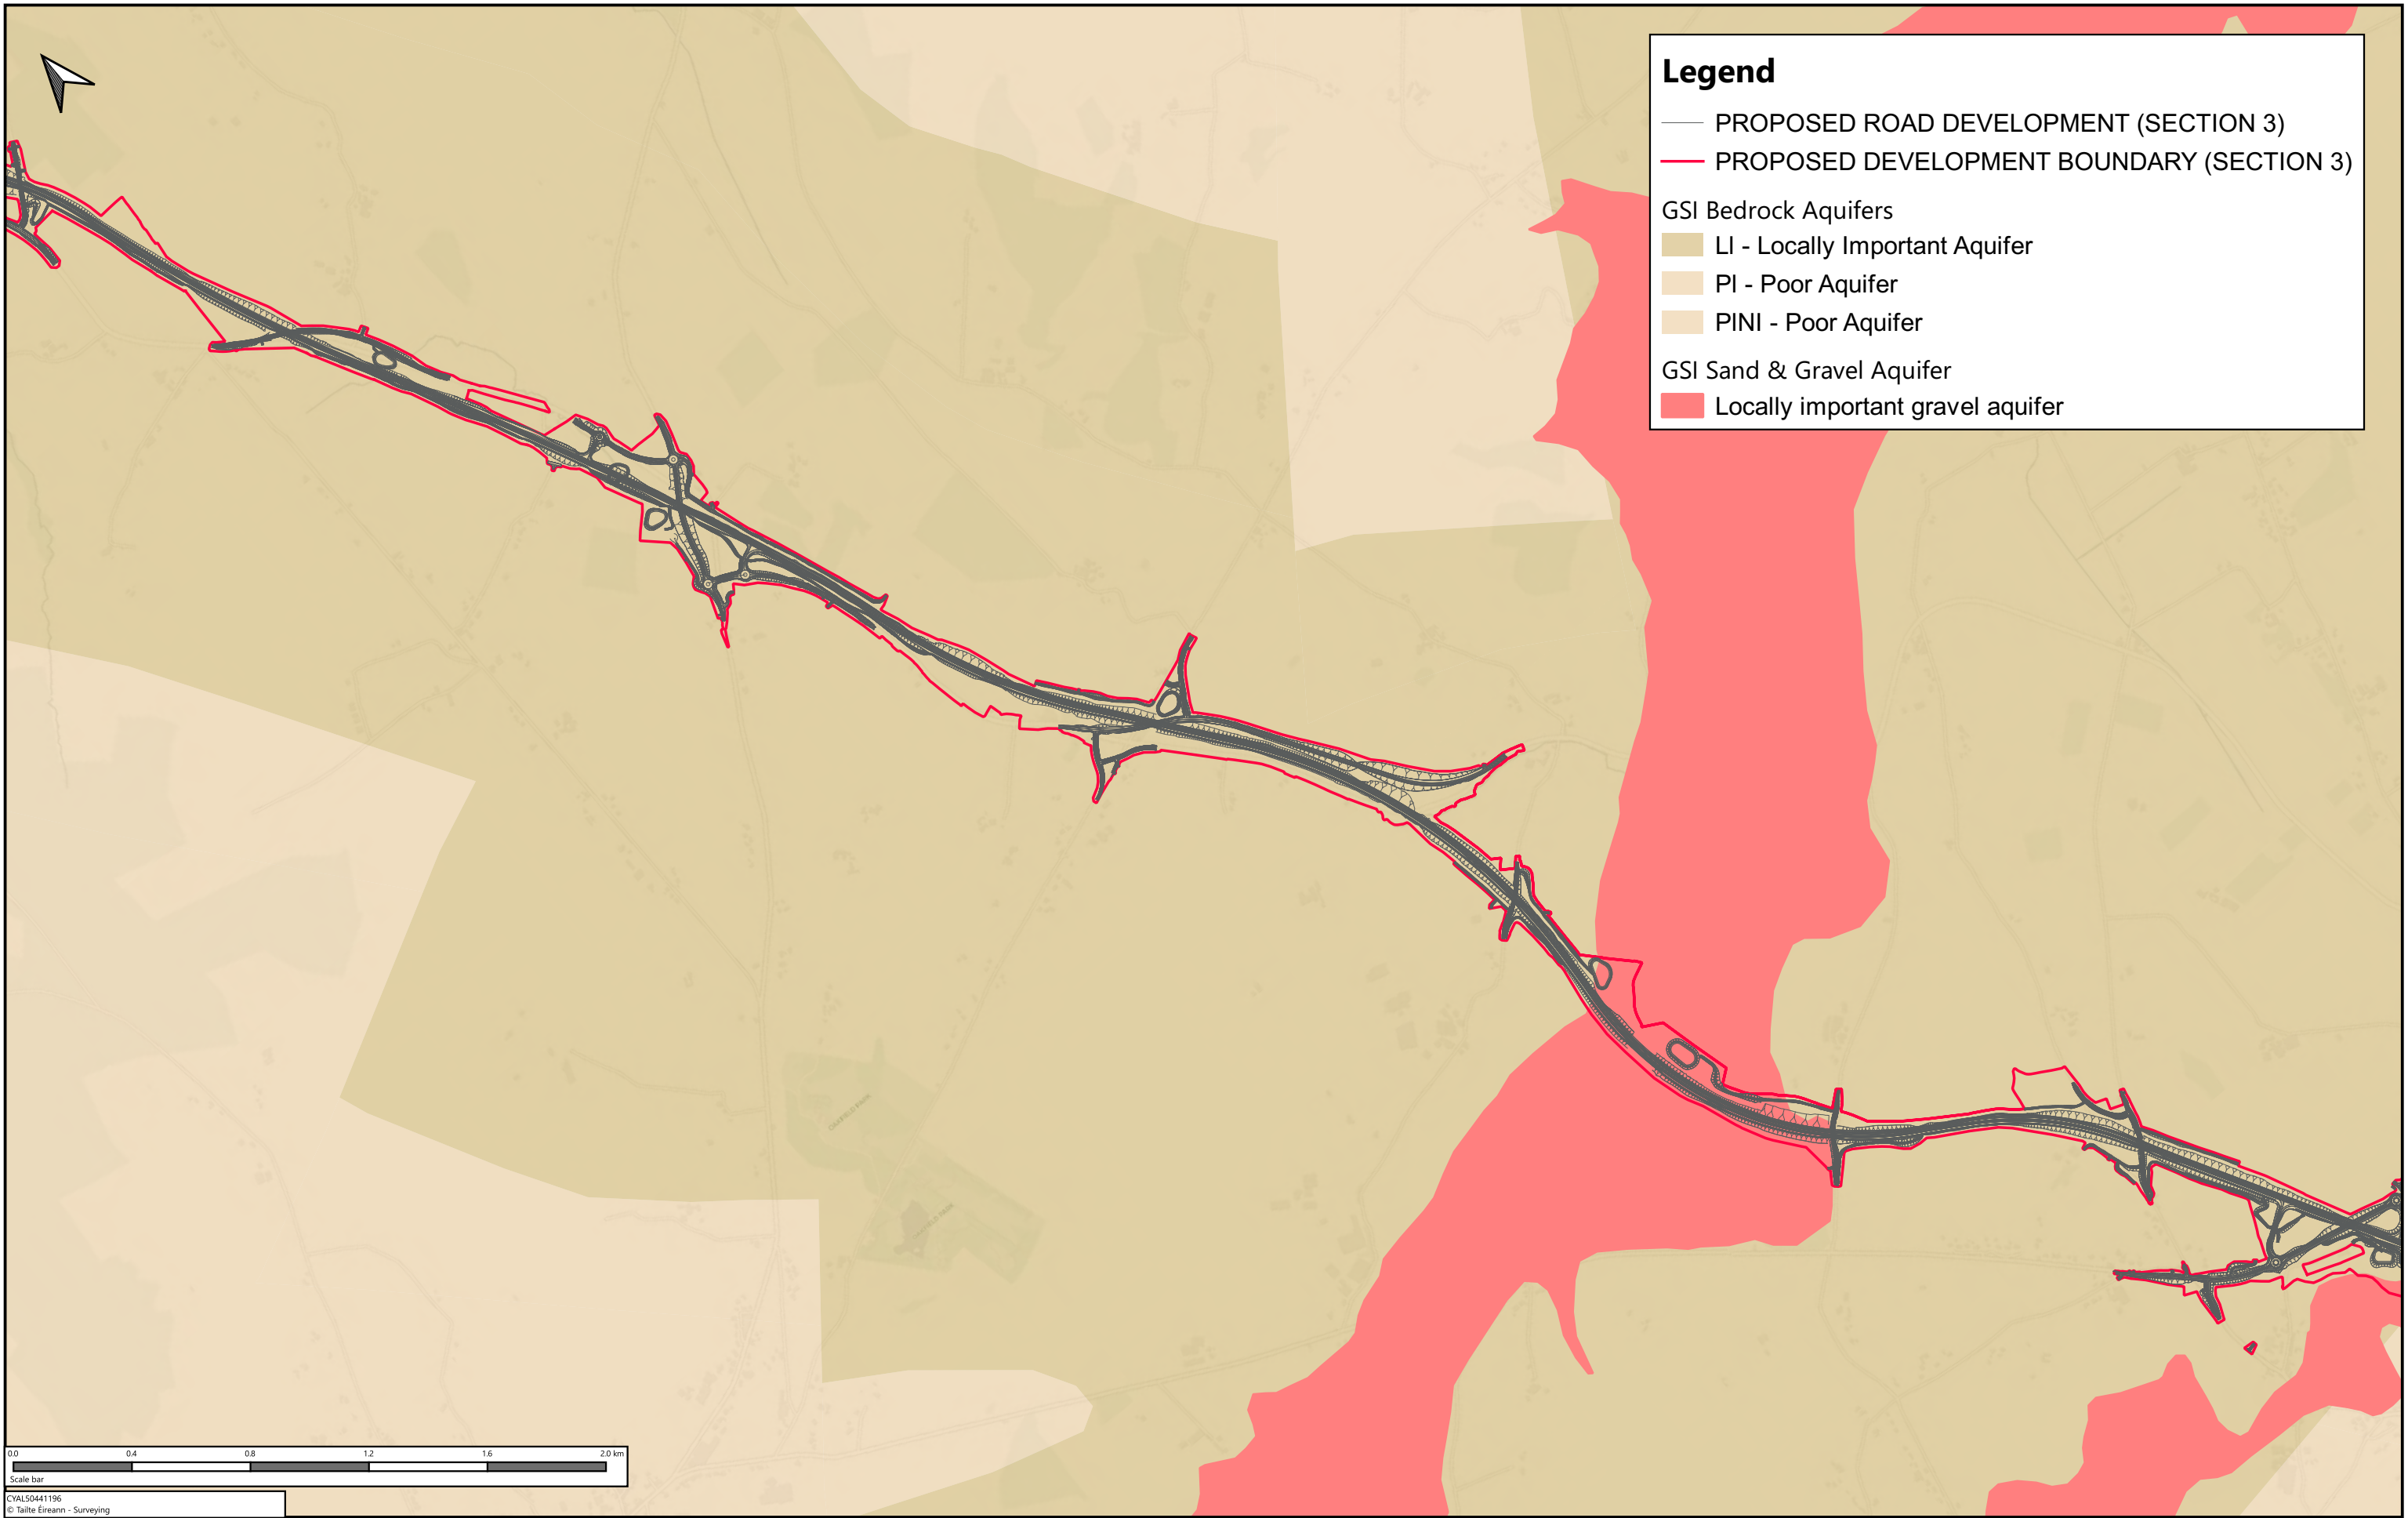 Legend
PROPOSED ROAD DEVELOPMENT (SECTION 3)
PROPOSED DEVELOPMENT BOUNDARY (SECTION 3)
GSI Bedrock Aquifers
Ll - Locally Important Aquifer
Pl - Poor Aquifer
PINI - Poor Aquifer
GSI Sand & Gravel Aquifer
Locally important gravel aquifer
0.0 0.4 0.8 1.2 1.6 2.0 km
Scale bar
CYAL50441196
© Tailte Éireann - Surveying